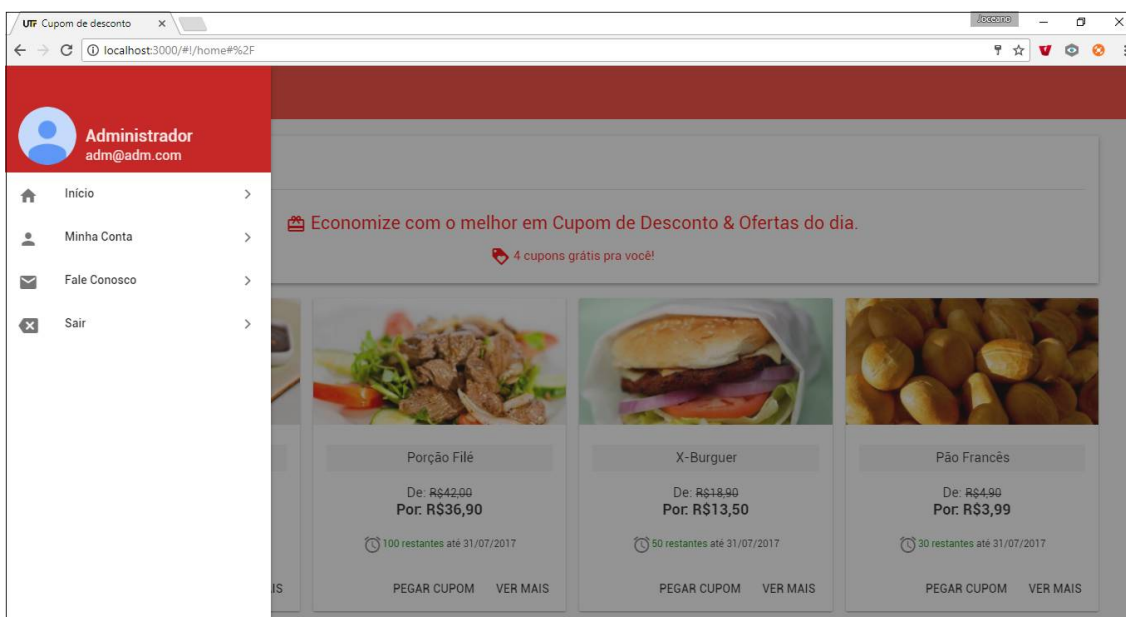 UTF Cupom de desconto
Joceano
localhost:3000/#!/home#%2F
Administrador
adm@adm.com
Início
Minha Conta
Fale Conosco
Sair
Economize com o melhor em Cupom de Desconto & Ofertas do dia.
4 cupons grátis pra você!
Porção Filé
De: R$42,00
Por: R$36,90
100 restantes até 31/07/2017
PEGAR CUPOM VER MAIS
X-Burguer
De: R$18,90
Por: R$13,50
50 restantes até 31/07/2017
PEGAR CUPOM VER MAIS
Pão Francês
De: R$4,90
Por: R$3,99
30 restantes até 31/07/2017
PEGAR CUPOM VER MAIS
IS